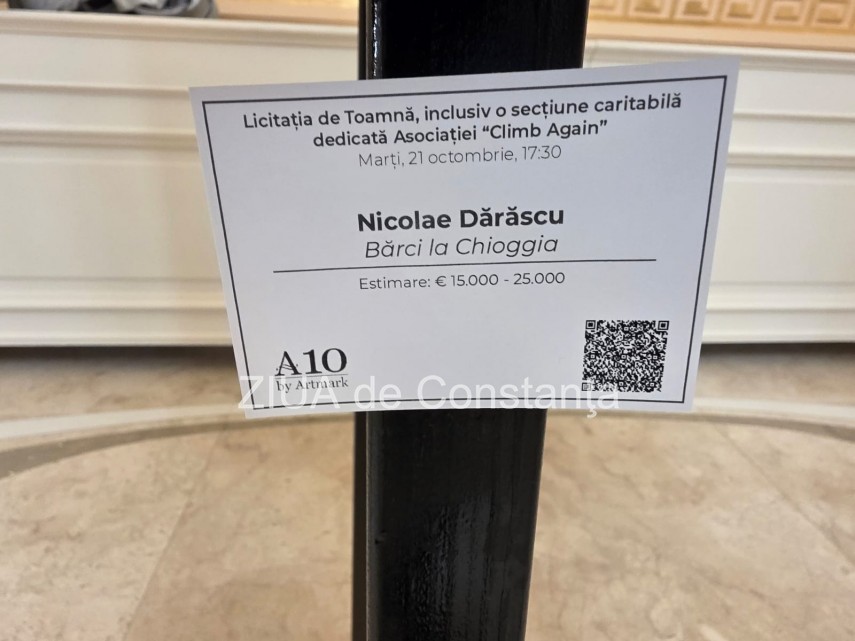 Licitația de Toamnă, inclusiv o secțiune caritabilă
dedicată Asociației “Climb Again”
Marți, 21 octombrie, 17:30
Nicolae Dărăscu
Bărci la Chioggia
Estimare: € 15.000 - 25.000
A10
by Artmark
ZIUA de Constanţa